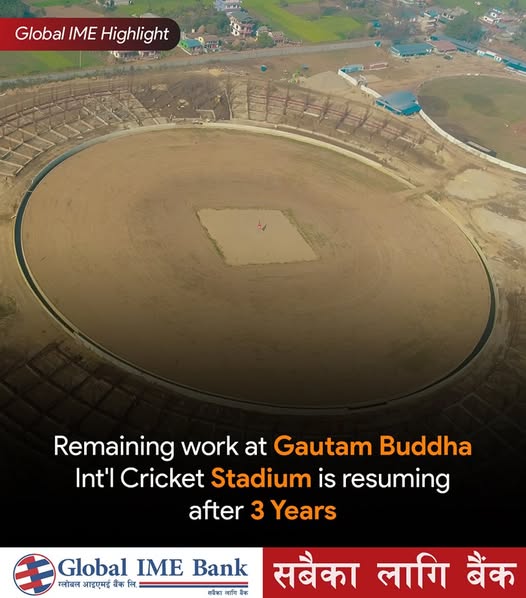 Global IME Highlight
Remaining work at Gautam Buddha
Int'l Cricket Stadium is resuming
after 3 Years
Global IME Bank
ग्लोबल आइएमई बैंक लि.
सबैका लागि बैंक
सबैका लागि बैंक